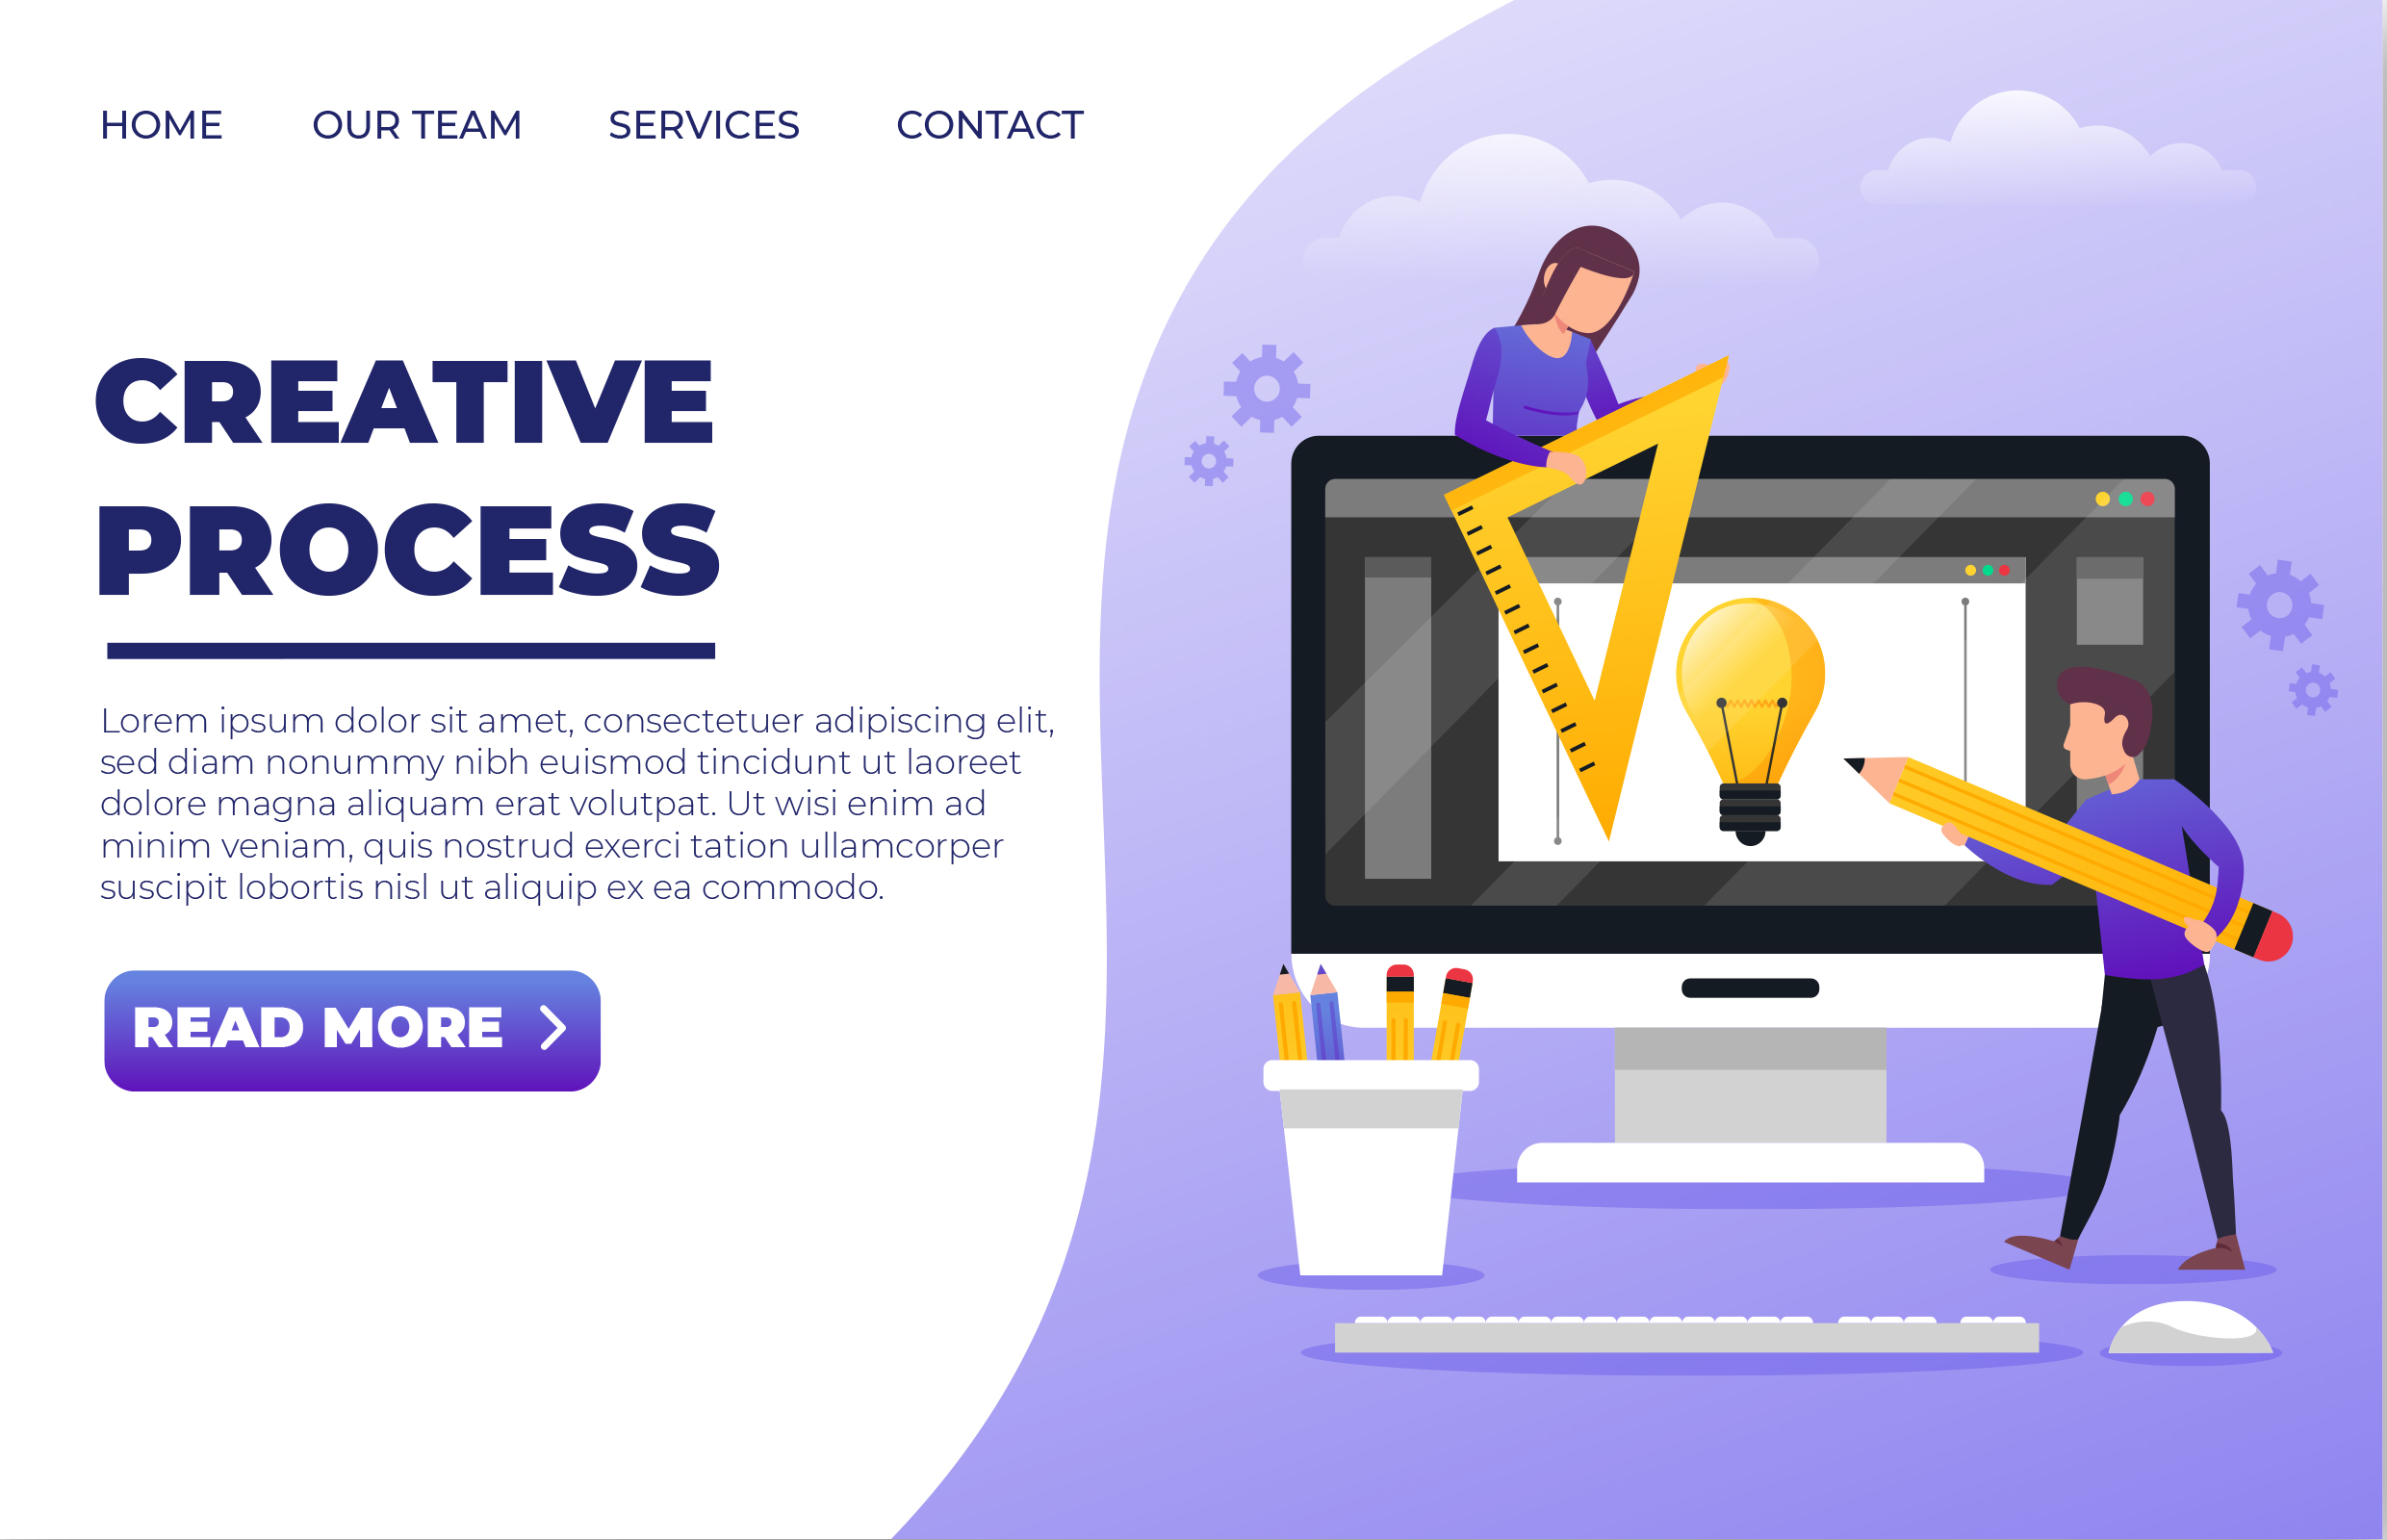 HOME OUR TEAM SERVICES CONTACT
CREATIVE
PROCESS
Lorem ipsum dolor sit amet, consectetuer adipiscing elit,
sed diam nonummy nibh euismod tincidunt ut laoreet
dolore magna aliquam erat volutpat. Ut wisi enim ad
minim veniam, quis nostrud exerci tation ullamcorper
suscipit lobortis nisl ut aliquip ex ea commodo.
READ MORE